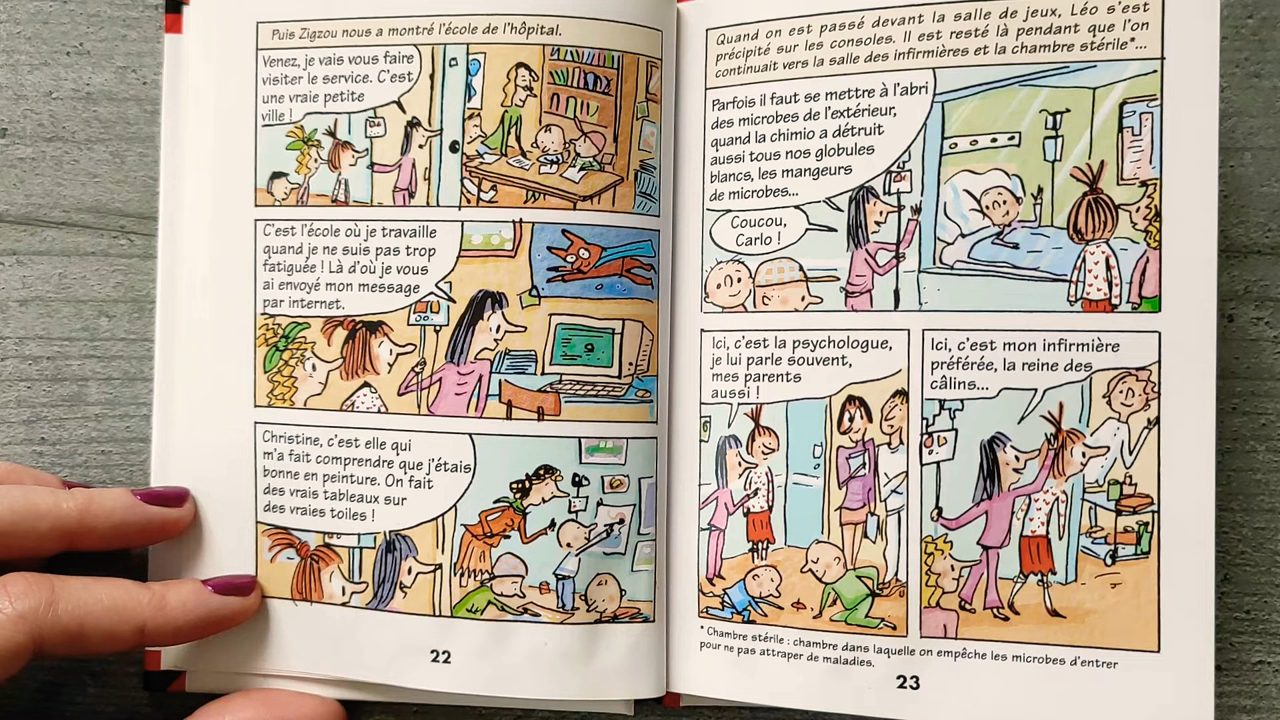 Puis Zigzou nous a montré l'école de l'hôpital.
Venez, je vais vous faire
visiter le service. C'est
une vraie petite
ville !
C'est l'école où je travaille
quand je ne suis pas trop
fatiguée ! Là d'où je vous
ai envoyé mon message
par internet.
Christine, c'est elle qui
m'a fait comprendre que j'étais
bonne en peinture. On fait
des vrais tableaux sur
des vraies toiles !
22
Quand on est passé devant la salle de jeux, Léo s'est
précipité sur les consoles. Il est resté là pendant que l'on
continuait vers la salle des infirmières et la chambre stérile*...
Parfois il faut se mettre à l'abri
des microbes de l'extérieur,
quand la chimio a détruit
aussi tous nos globules
blancs, les mangeurs
de microbes...
Coucou,
Carlo !
Ici, c'est la psychologue,
je lui parle souvent,
mes parents
aussi !
Ici, c'est mon infirmière
préférée, la reine des
câlins...
* Chambre stérile : chambre dans laquelle on empêche les microbes d'entrer
pour ne pas attraper de maladies.
23